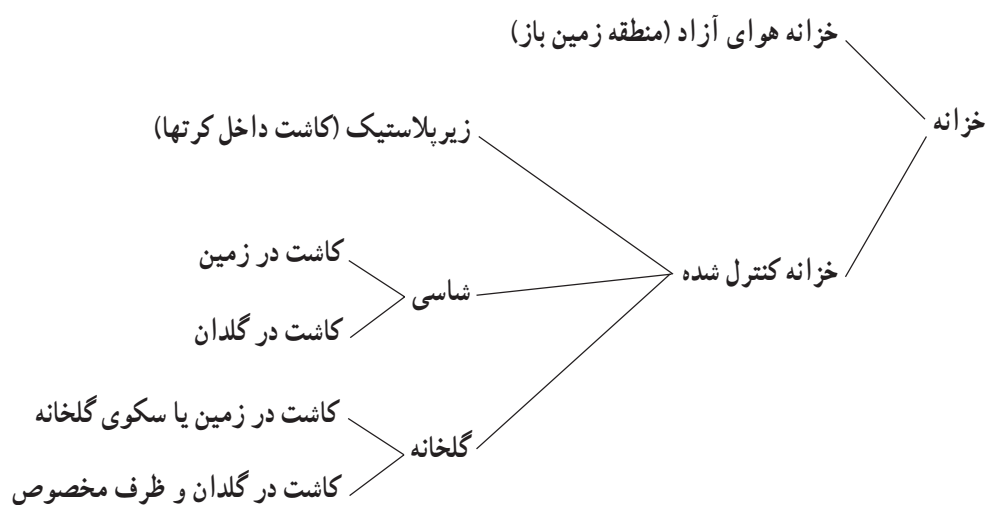 خزانه هوای آزاد (منطقه زمین باز)
خزانه
زیرپلاستیک (کاشت داخل کرتها)
کاشت در زمین
خزانه کنترل شده
شاسی
کاشت در گلدان
کاشت در زمین یا سکوی گلخانه
گلخانه
کاشت در گلدان و ظرف مخصوص